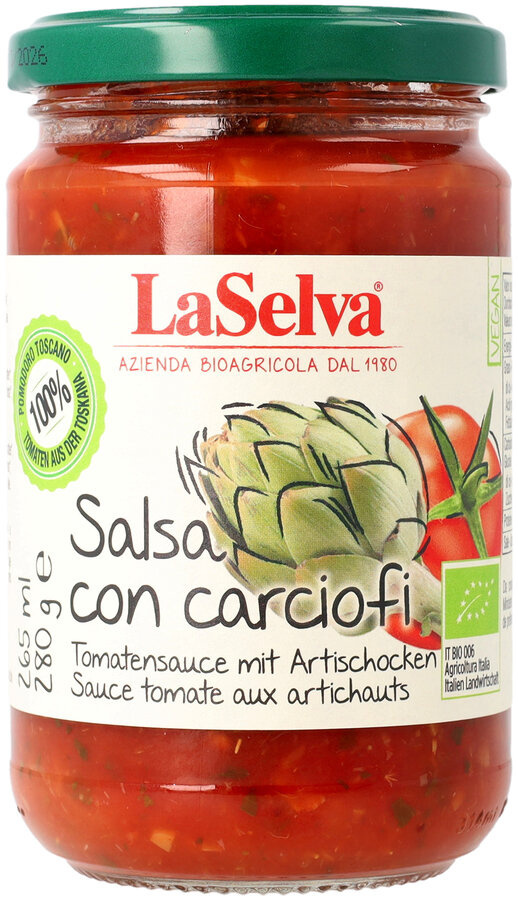 2026
LaSelva®
AZIENDA BIOAGRICOLA DAL 1980
VEGAN
POMODORO TOSCANO
100%
TOMATEN AUS DER TOSKANA
Salsa
con carciofi
Tomatensauce mit Artischocken
Sauce tomate aux artichauts
265 ml
280 g e
IT BIO 006
Agricoltura Italia
Italien Landwirtschaft